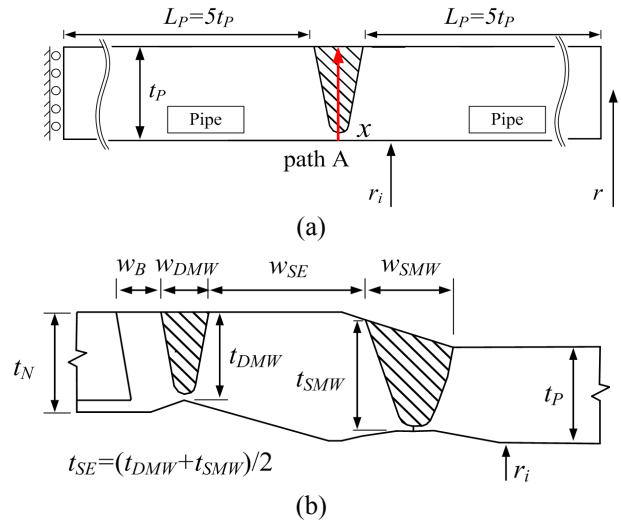 L_P=5t_P L_P=5t_P
t_P
Pipe x Pipe
path A
r_i r
(a)
w_B w_DMW w_SE w_SMW
t_N t_DMW t_SMW t_P
t_SE=(t_DMW+t_SMW)/2 r_i
(b)